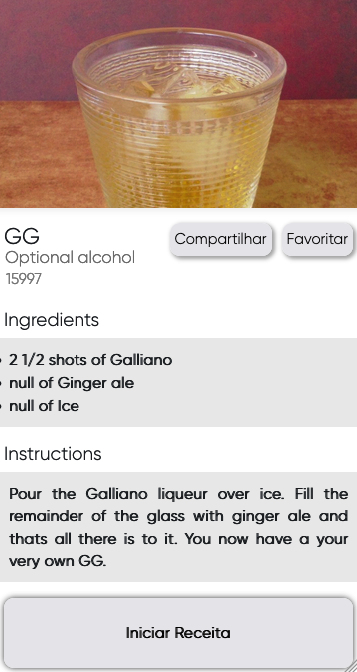 GG
Compartilhar
Favoritar
Optional alcohol
15997
Ingredients
• 2 1/2 shots of Galliano
• null of Ginger ale
• null of Ice
Instructions
Pour the Galliano liqueur over ice. Fill the
remainder of the glass with ginger ale and
thats all there is to it. You now have a your
very own GG.
Iniciar Receita